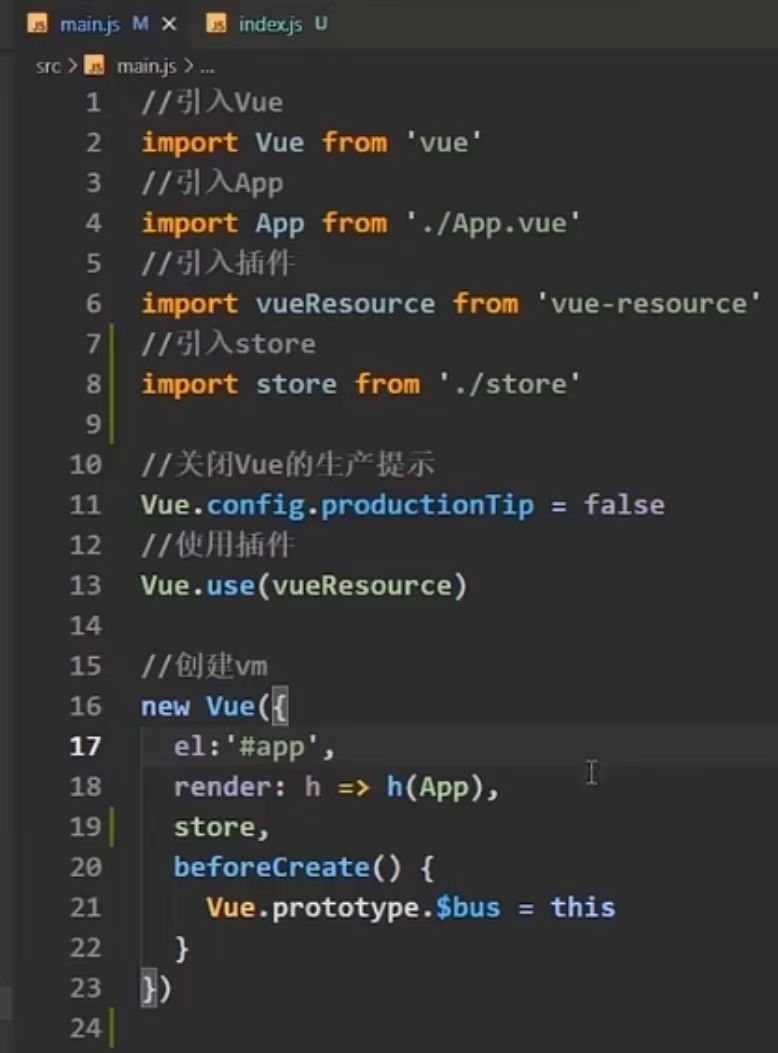 JS main.js M × JS index.js U
src > JS main.js > ...
1 //引入Vue
2 import Vue from 'vue'
3 //引入App
4 import App from './App.vue'
5 //引入插件
6 import vueResource from 'vue-resource'
7 //引入store
8 import store from './store'
9
10 //关闭Vue的生产提示
11 Vue.config.productionTip = false
12 //使用插件
13 Vue.use(vueResource)
14
15 //创建vm
16 new Vue({
17   el:'#app',
18   render: h => h(App),
19   store,
20   beforeCreate() {
21     Vue.prototype.$bus = this
22   }
23 })
24